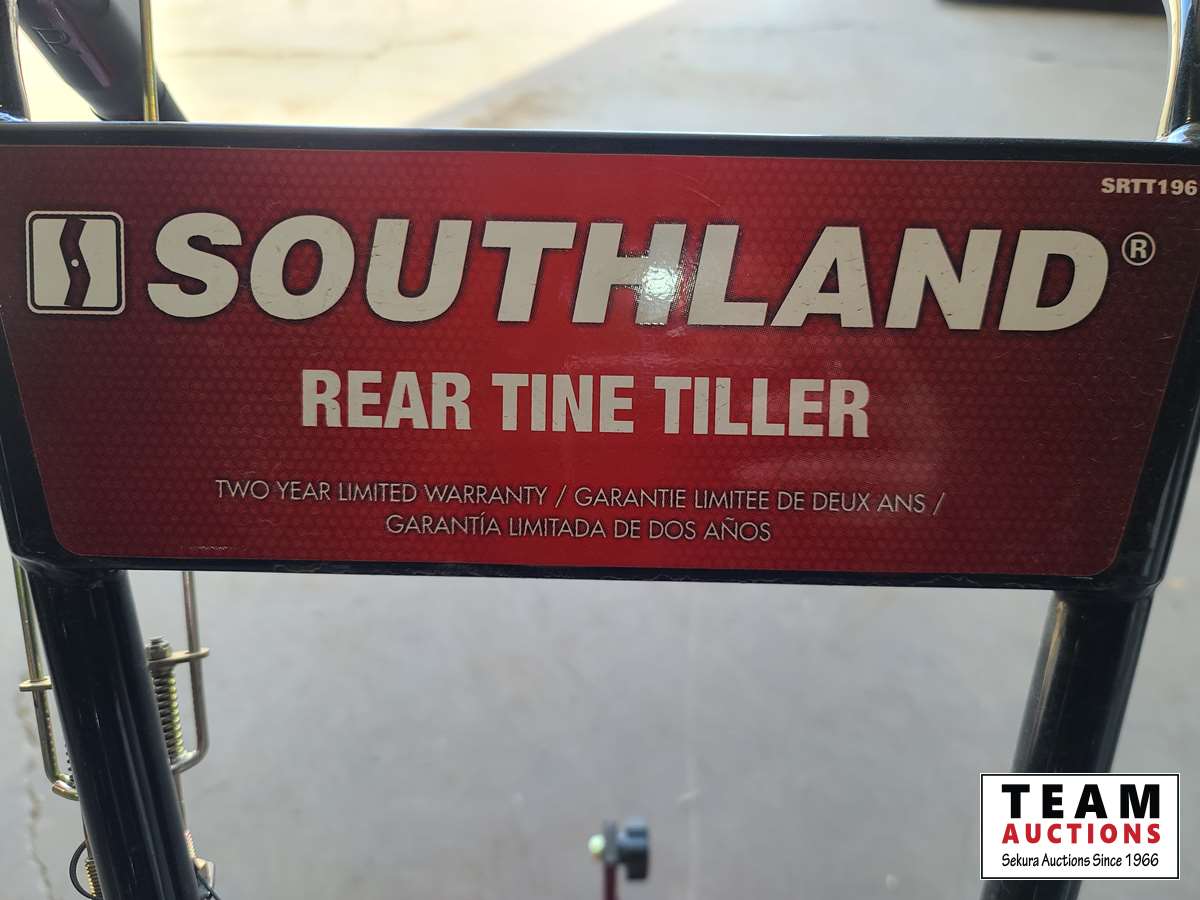 SRTT196
SOUTHLAND®
REAR TINE TILLER
TWO YEAR LIMITED WARRANTY / GARANTIE LIMITEE DE DEUX ANS /
GARANTÍA LIMITADA DE DOS AÑOS
TEAM
AUCTIONS
Sekura Auctions Since 1966